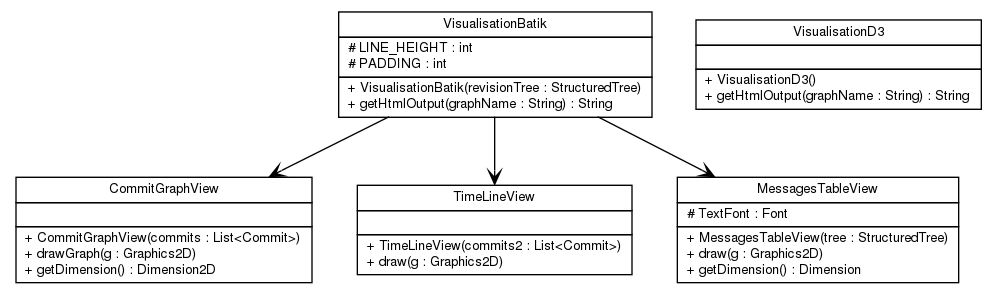 VisualisationBatik
# LINE_HEIGHT : int
# PADDING : int
+ VisualisationBatik(revisionTree : StructuredTree)
+ getHtmlOutput(graphName : String) : String
VisualisationD3
+ VisualisationD3()
+ getHtmlOutput(graphName : String) : String
CommitGraphView
+ CommitGraphView(commits : List<Commit>)
+ drawGraph(g : Graphics2D)
+ getDimension() : Dimension2D
TimeLineView
+ TimeLineView(commits2 : List<Commit>)
+ draw(g : Graphics2D)
MessagesTableView
# TextFont : Font
+ MessagesTableView(tree : StructuredTree)
+ draw(g : Graphics2D)
+ getDimension() : Dimension